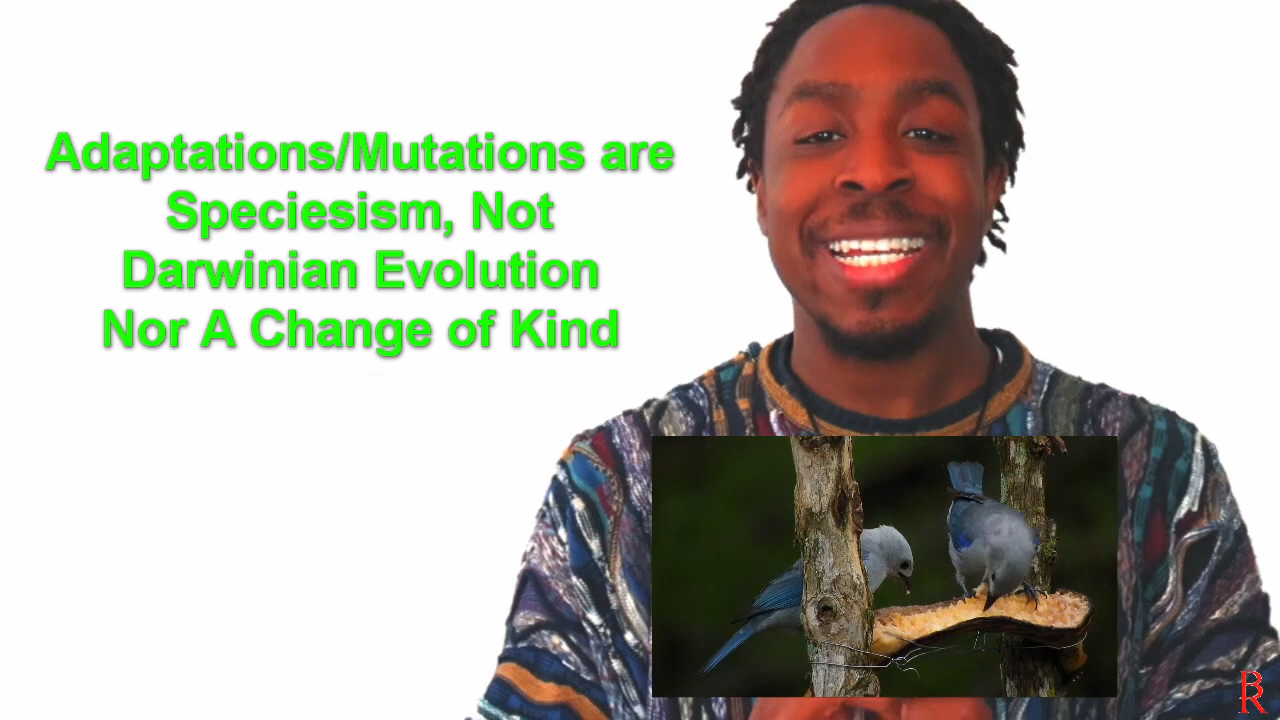 Adaptations/Mutations are
Speciesism, Not
Darwinian Evolution
Nor A Change of Kind